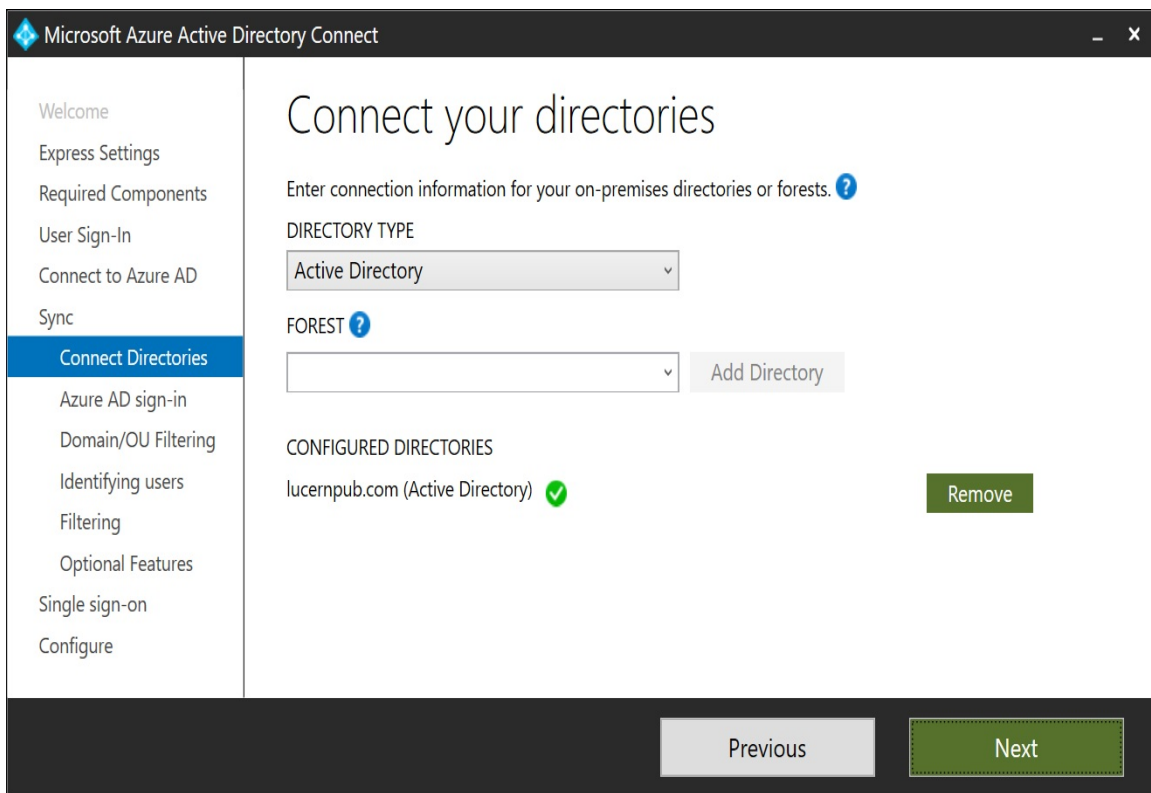 Microsoft Azure Active Directory Connect
Welcome
Express Settings
Required Components
User Sign-In
Connect to Azure AD
Sync
Connect Directories
Azure AD sign-in
Domain/OU Filtering
Identifying users
Filtering
Optional Features
Single sign-on
Configure
Connect your directories
Enter connection information for your on-premises directories or forests. ?
DIRECTORY TYPE
Active Directory
FOREST ?
Add Directory
CONFIGURED DIRECTORIES
lucernpub.com (Active Directory)
Remove
Previous
Next